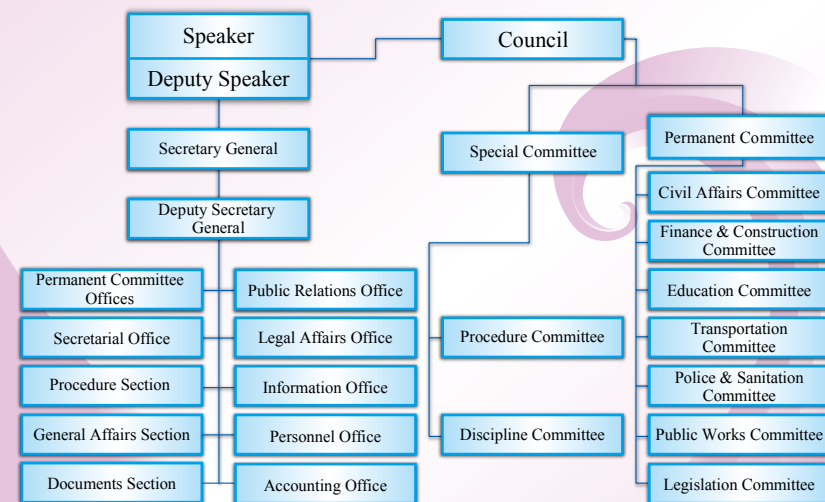 Speaker
Deputy Speaker
Council
Secretary General
Deputy Secretary
General
Permanent Committee
Offices
Public Relations Office
Secretarial Office
Legal Affairs Office
Procedure Section
Information Office
General Affairs Section
Personnel Office
Documents Section
Accounting Office
Special Committee
Procedure Committee
Discipline Committee
Permanent Committee
Civil Affairs Committee
Finance & Construction
Committee
Education Committee
Transportation
Committee
Police & Sanitation
Committee
Public Works Committee
Legislation Committee